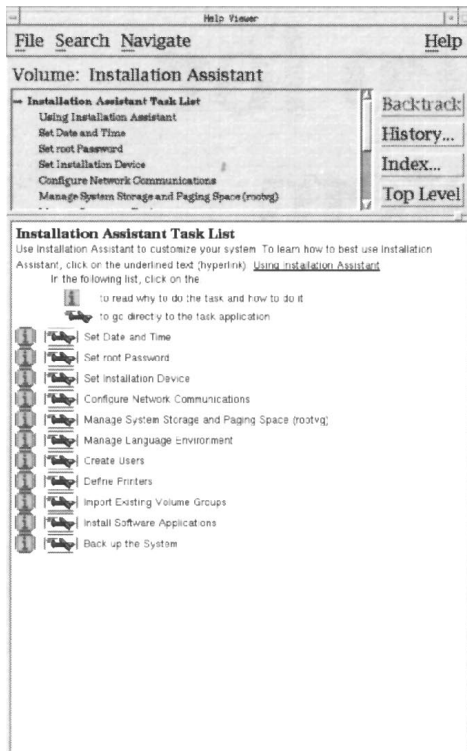 Help Viewer
File Search Navigate Help
Volume: Installation Assistant
Installation Assistant Task List
Using Installation Assistant
Set Date and Time
Set root Password
Set Installation Device
Configure Network Communications
Manage System Storage and Paging Space (rootvg)
Backtrack
History...
Index...
Top Level
Installation Assistant Task List
Use Installation Assistant to customize your system. To learn how to best use Installation
Assistant, click on the underlined text (hyperlink) Using Installation Assistant
In the following list, click on the
i to read why to do the task and how to do it
to go directly to the task application
i Set Date and Time
i Set root Password
i Set Installation Device
i Configure Network Communications
i Manage System Storage and Paging Space (rootvg)
i Manage Language Environment
i Create Users
i Define Printers
i Import Existing Volume Groups
i Install Software Applications
i Back up the System